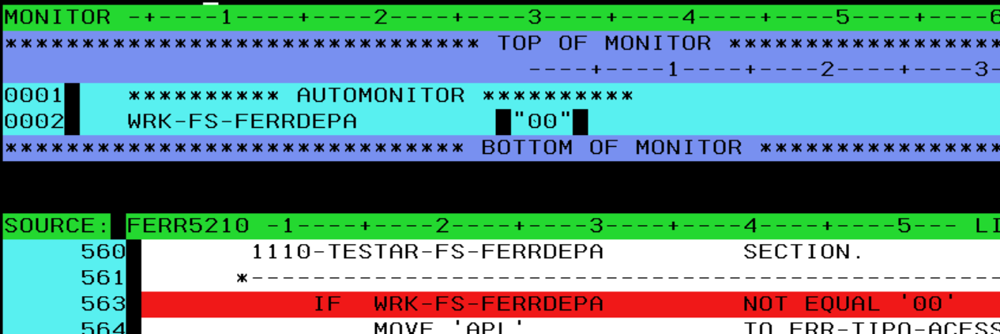 MONITOR -+----1----+----2----+----3----+----4----+----5----+----6
******************************* TOP OF MONITOR ******************
----+----1----+----2----+----3-
0001 ********** AUTOMONITOR **********
0002 WRK-FS-FERRDEPA "00"
****************************** BOTTOM OF MONITOR ****************
SOURCE: FERR5210 -1----+----2----+----3----+----4----+----5--- LI
560 1110-TESTAR-FS-FERRDEPA SECTION.
561 *-------------------------------------------------
563 IF WRK-FS-FERRDEPA NOT EQUAL '00'
564 MOVE 'APL' TO ERR-TIPO-ACESS